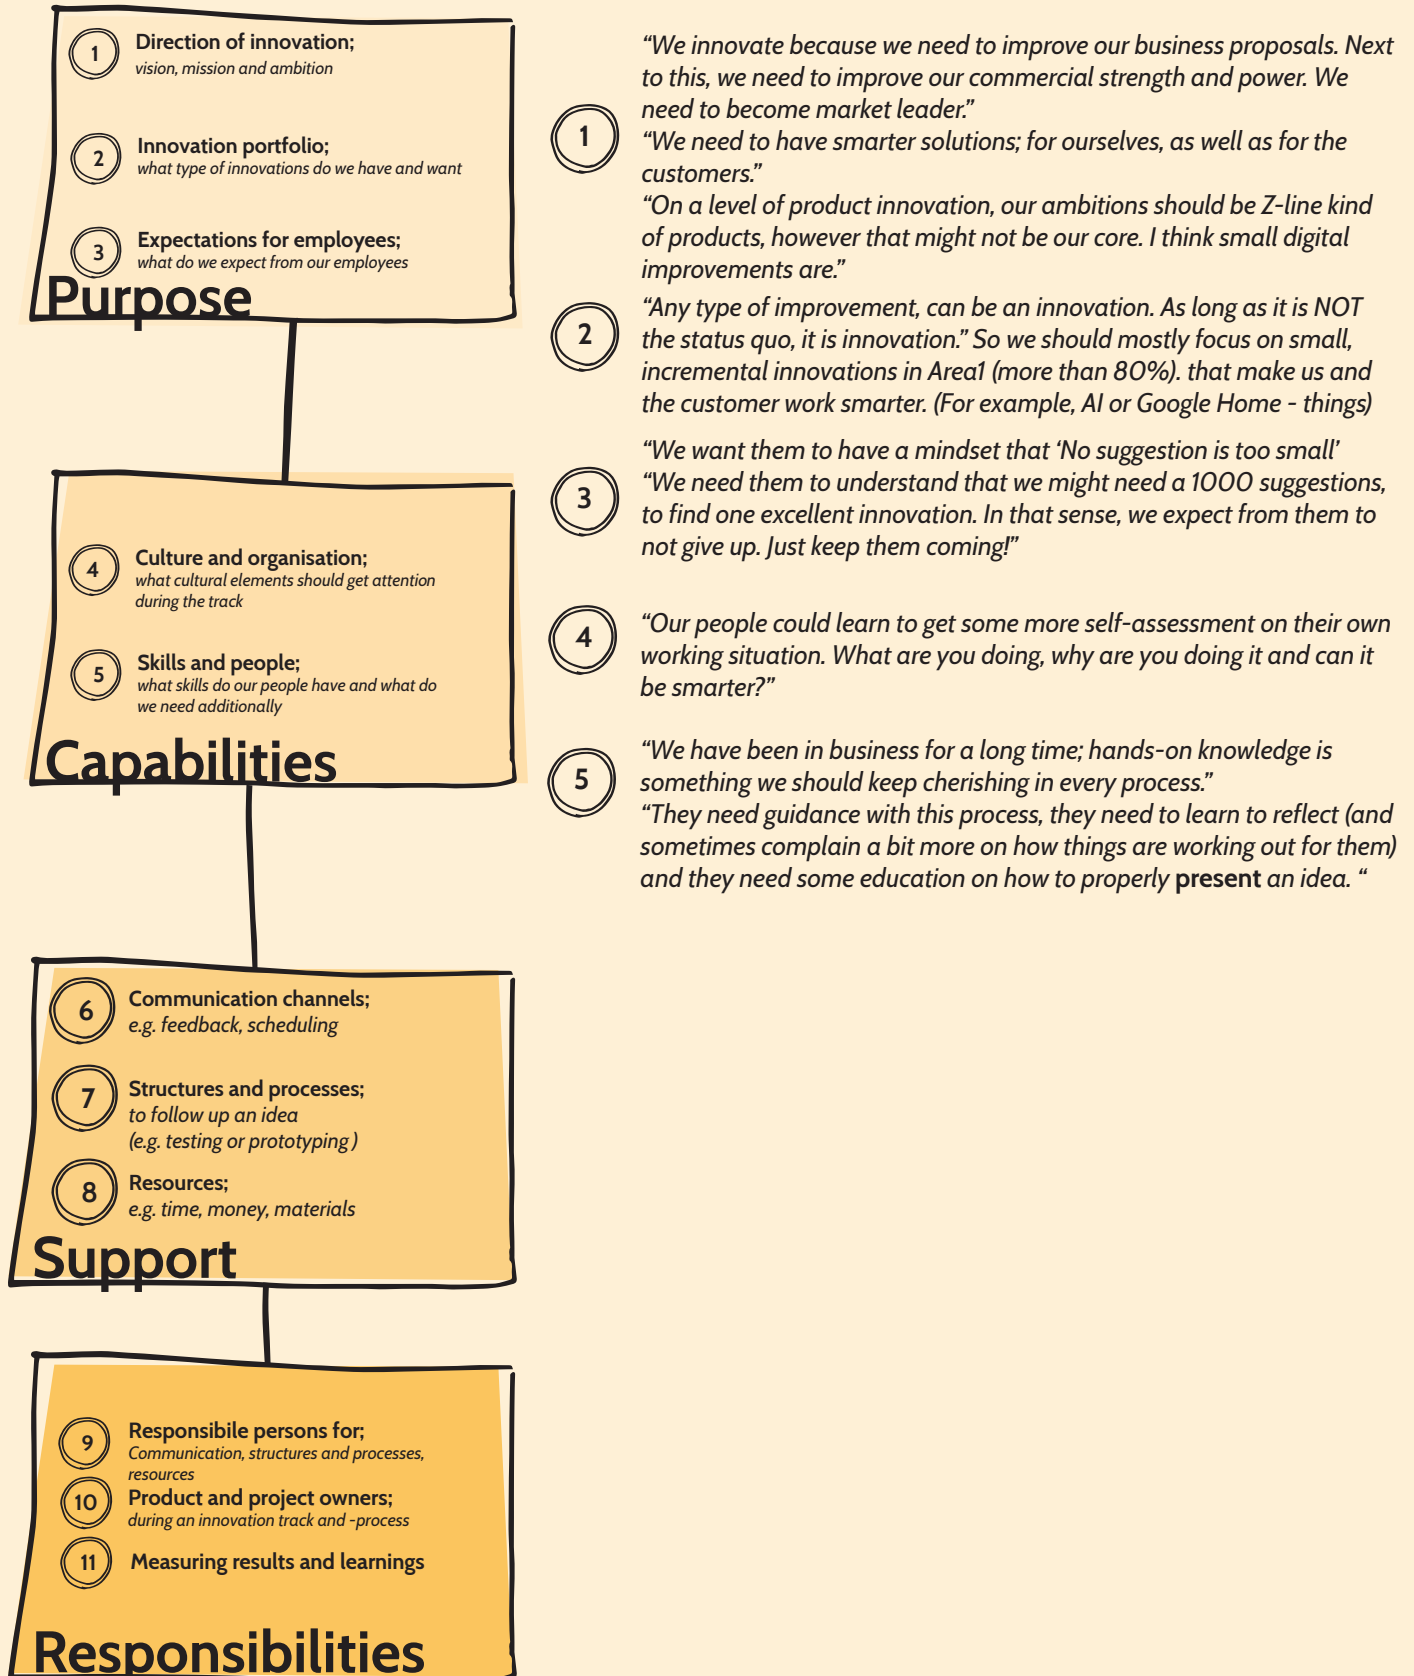 1
Direction of innovation;
vision, mission and ambition
2
Innovation portfolio;
what type of innovations do we have and want
3
Expectations for employees;
what do we expect from our employees
Purpose
4
Culture and organisation;
what cultural elements should get attention
during the track
5
Skills and people;
what skills do our people have and what do
we need additionally
Capabilities
6
Communication channels;
e.g. feedback, scheduling
7
Structures and processes;
to follow up an idea
(e.g. testing or prototyping )
8
Resources;
e.g. time, money, materials
Support
9
Responsibile persons for;
Communication, structures and processes,
resources
10
Product and project owners;
during an innovation track and -process
11
Measuring results and learnings
Responsibilities
1
“We innovate because we need to improve our business proposals. Next
to this, we need to improve our commercial strength and power. We
need to become market leader.”
“We need to have smarter solutions; for ourselves, as well as for the
customers.”
“On a level of product innovation, our ambitions should be Z-line kind
of products, however that might not be our core. I think small digital
improvements are.”
2
“Any type of improvement, can be an innovation. As long as it is NOT
the status quo, it is innovation.” So we should mostly focus on small,
incremental innovations in Area1 (more than 80%). that make us and
the customer work smarter. (For example, AI or Google Home - things)
3
“We want them to have a mindset that ‘No suggestion is too small’
“We need them to understand that we might need a 1000 suggestions,
to find one excellent innovation. In that sense, we expect from them to
not give up. Just keep them coming!”
4
“Our people could learn to get some more self-assessment on their own
working situation. What are you doing, why are you doing it and can it
be smarter?”
5
“We have been in business for a long time; hands-on knowledge is
something we should keep cherishing in every process.”
“They need guidance with this process, they need to learn to reflect (and
sometimes complain a bit more on how things are working out for them)
and they need some education on how to properly present an idea. “